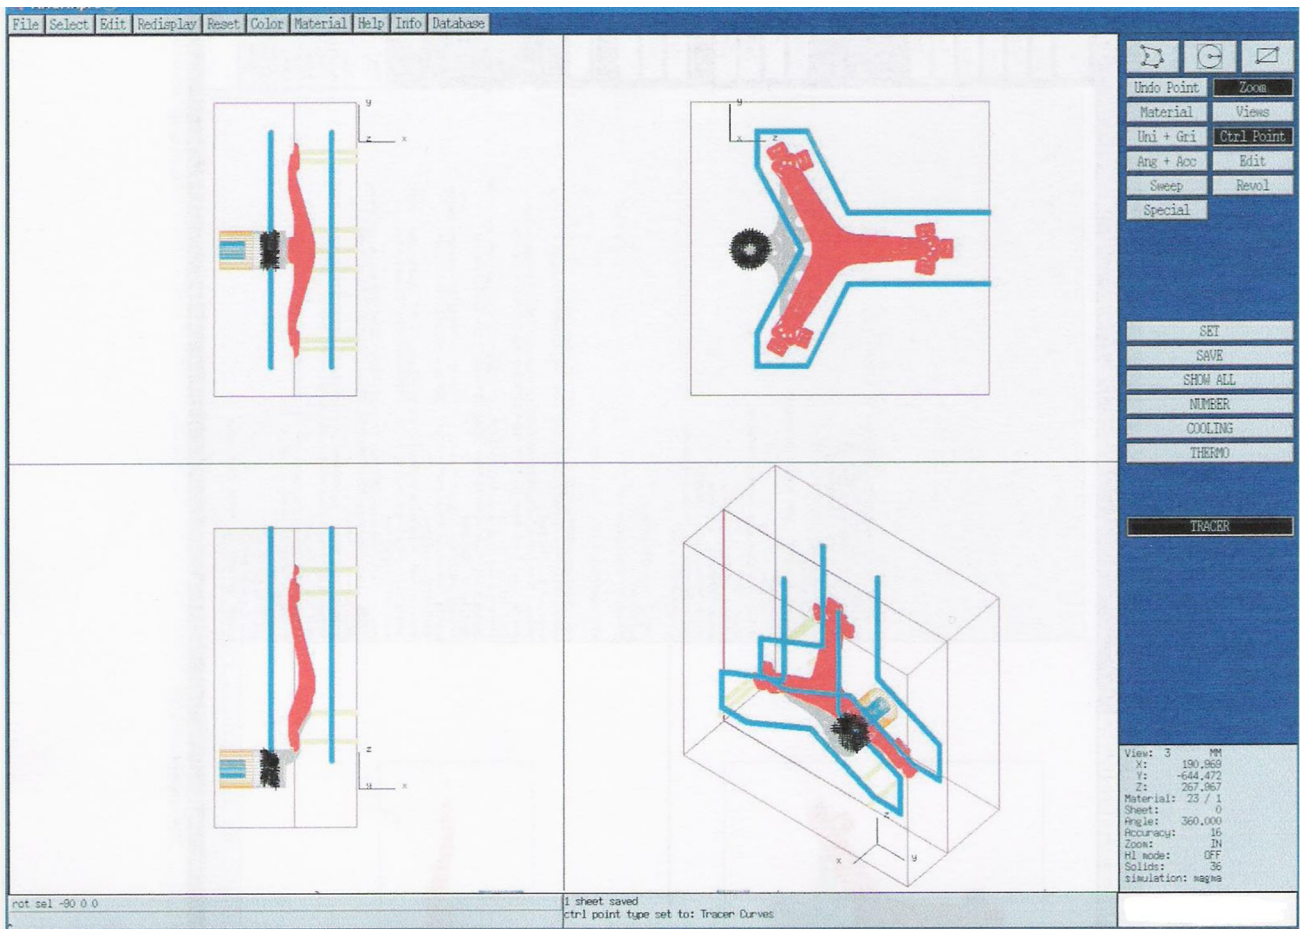 File Select Edit Redisplay Reset Color Material Help Info Database
y
z x
y
x z
Undo Point Zoom
Material Views
Uni + Gri Ctrl Point
Ang + Acc Edit
Sweep Revol
Special
SET
SAVE
SHOW ALL
NUMBER
COOLING
THERMO
TRACER
z
y x
z
x y
View: 3 MM
X: 190.969
Y: -644.472
Z: 267.967
Material: 23 / 1
Sheet: 0
Angle: 360.000
Accuracy: 16
Zoom: IN
Hl mode: OFF
Solids: 36
simulation: magma
rot sel -90 0 0
1 sheet saved
ctrl point type set to: Tracer Curves